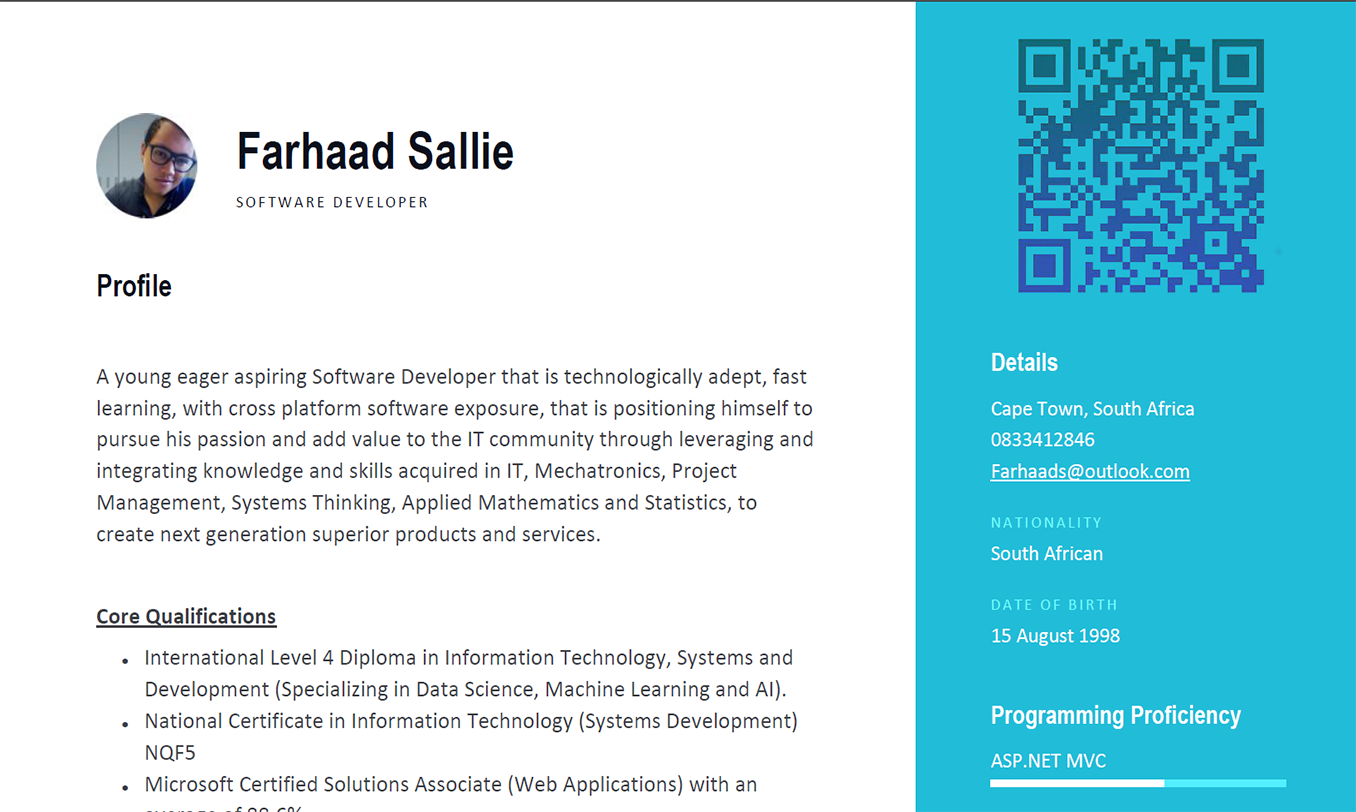 Farhaad Sallie
SOFTWARE DEVELOPER
Profile
A young eager aspiring Software Developer that is technologically adept, fast
learning, with cross platform software exposure, that is positioning himself to
pursue his passion and add value to the IT community through leveraging and
integrating knowledge and skills acquired in IT, Mechatronics, Project
Management, Systems Thinking, Applied Mathematics and Statistics, to
create next generation superior products and services.
Core Qualifications
• International Level 4 Diploma in Information Technology, Systems and
Development (Specializing in Data Science, Machine Learning and AI).
• National Certificate in Information Technology (Systems Development)
NQF5
• Microsoft Certified Solutions Associate (Web Applications) with an
average of
Details
Cape Town, South Africa
0833412846
Farhaads@outlook.com
NATIONALITY
South African
DATE OF BIRTH
15 August 1998
Programming Proficiency
ASP.NET MVC